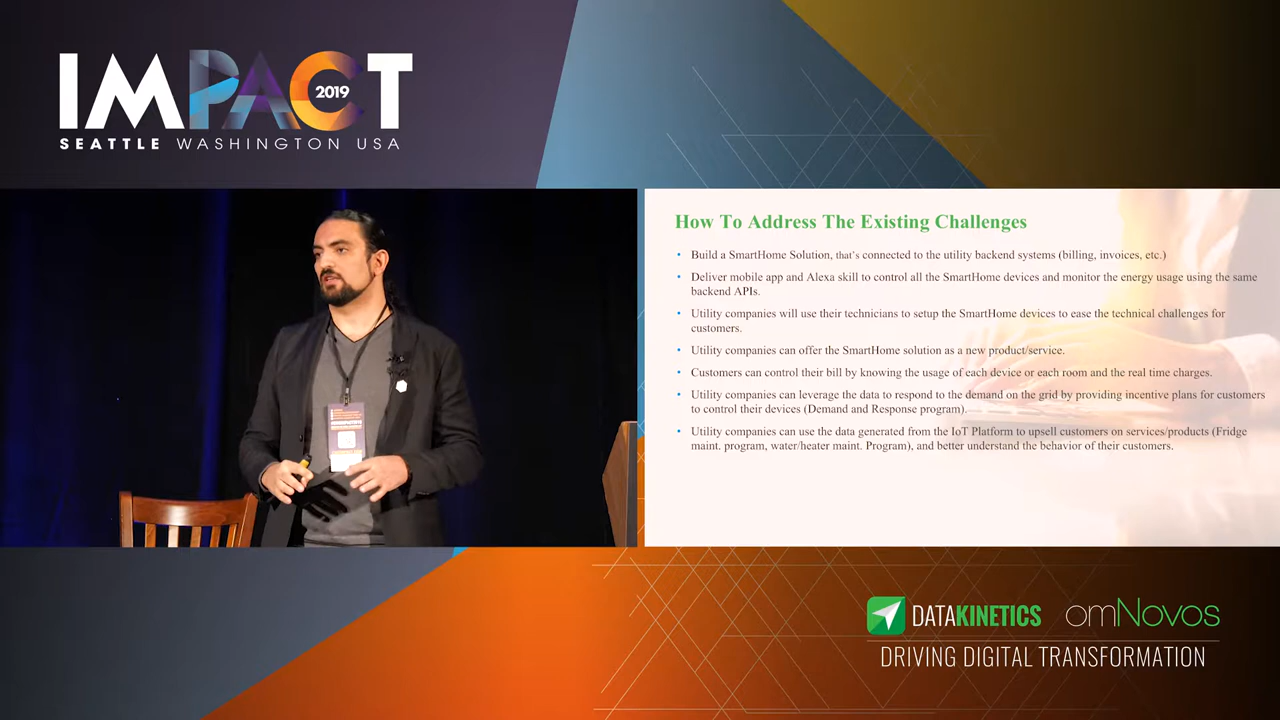 IMPACT
2019
SEATTLE WASHINGTON USA
How To Address The Existing Challenges
• Build a SmartHome Solution, that's connected to the utility backend systems (billing, invoices, etc.)
• Deliver mobile app and Alexa skill to control all the SmartHome devices and monitor the energy usage using the same
backend APIs.
• Utility companies will use their technicians to setup the SmartHome devices to ease the technical challenges for
customers.
• Utility companies can offer the SmartHome solution as a new product/service.
• Customers can control their bill by knowing the usage of each device or each room and the real time charges.
• Utility companies can leverage the data to respond to the demand on the grid by providing incentive plans for customers
to control their devices (Demand and Response program).
• Utility companies can use the data generated from the IoT Platform to upsell customers on services/products (Fridge
maint. program, water/heater maint. Program), and better understand the behavior of their customers.
DATAKINETICS omNovos
DRIVING DIGITAL TRANSFORMATION